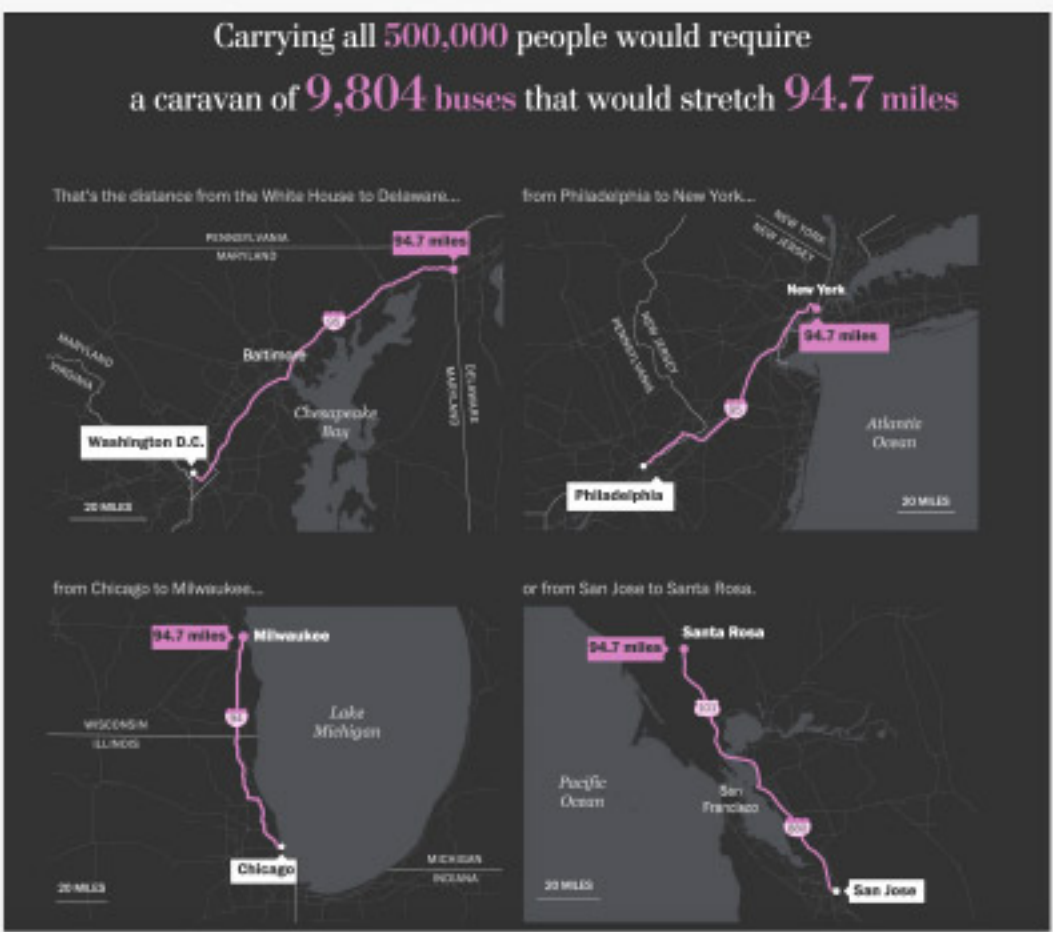 Carrying all 500,000 people would require
a caravan of 9,804 buses that would stretch 94.7 miles
That's the distance from the White House to Delaware...
PENNSYLVANIA
MARYLAND
94.7 miles
95
Baltimore
MARYLAND
VIRGINIA
MARYLAND
DELAWARE
Chesapeake
Bay
Washington D.C.
20 MILES
from Philadelphia to New York...
NEW YORK
NEW JERSEY
New York
94.7 miles
NEW JERSEY
PENNSYLVANIA
95
Atlantic
Ocean
Philadelphia
20 MILES
from Chicago to Milwaukee...
94.7 miles
Milwaukee
Lake
Michigan
WISCONSIN
ILLINOIS
Chicago
MICHIGAN
INDIANA
20 MILES
or from San Jose to Santa Rosa.
Santa Rosa
94.7 miles
101
Pacific
Ocean
San
Francisco
San Jose
20 MILES